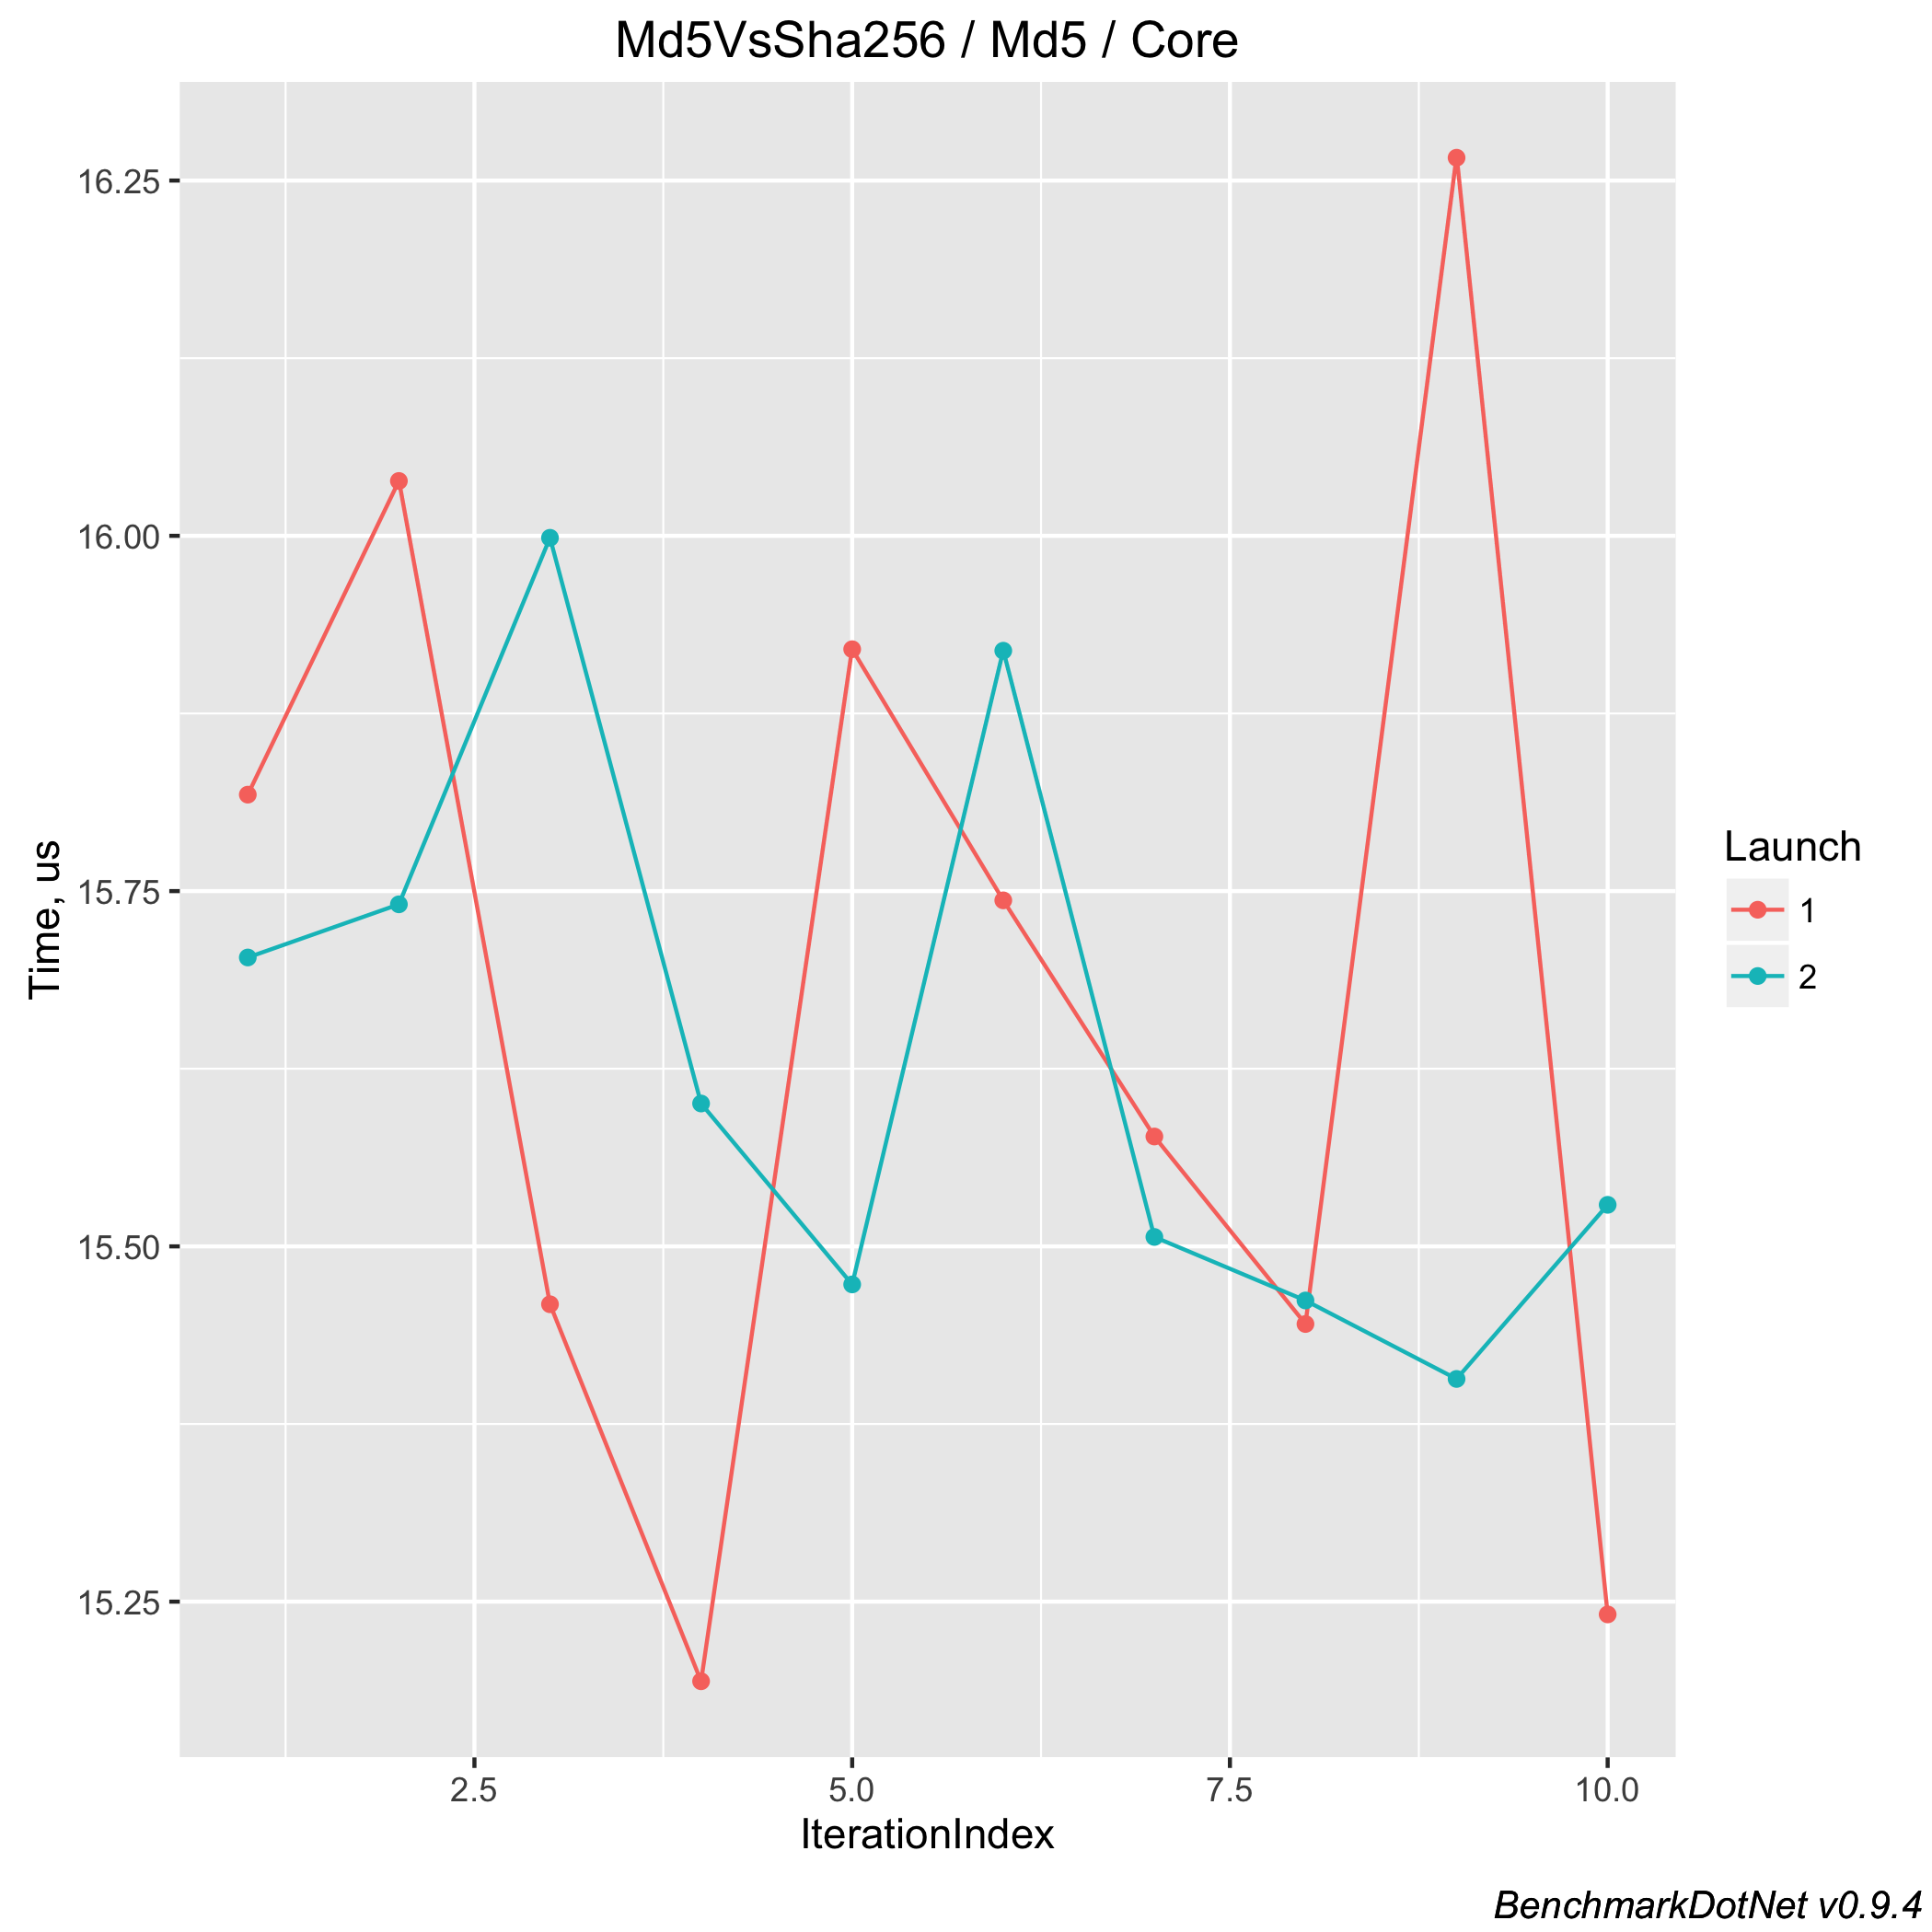 Md5VsSha256 / Md5 / Core
16.25
16.00
15.75
15.50
15.25
Time, us
2.5 5.0 7.5 10.0
IterationIndex
Launch
1
2
BenchmarkDotNet v0.9.4